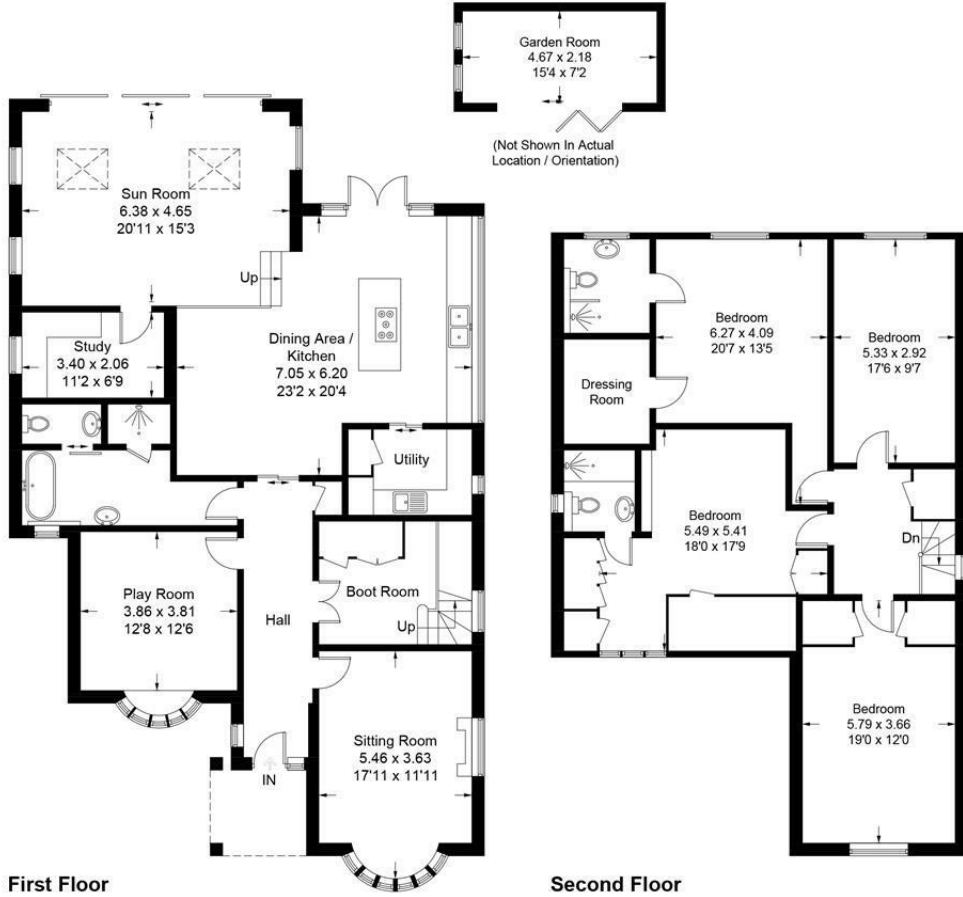 Garden Room
4.67 x 2.18
15'4 x 7'2
(Not Shown In Actual
Location / Orientation)
Sun Room
6.38 x 4.65
20'11 x 15'3
Up
Study
3.40 x 2.06
11'2 x 6'9
Dining Area /
Kitchen
7.05 x 6.20
23'2 x 20'4
Utility
Play Room
3.86 x 3.81
12'8 x 12'6
Hall
Boot Room
Up
Sitting Room
5.46 x 3.63
17'11 x 11'11
IN
First Floor
Bedroom
6.27 x 4.09
20'7 x 13'5
Bedroom
5.33 x 2.92
17'6 x 9'7
Dressing
Room
Bedroom
5.49 x 5.41
18'0 x 17'9
Dn
Bedroom
5.79 x 3.66
19'0 x 12'0
Second Floor